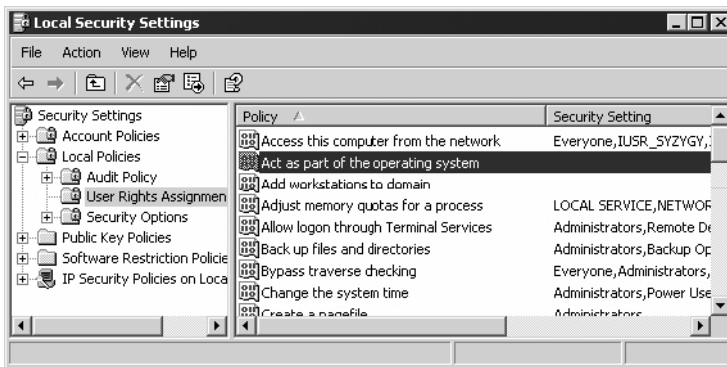 Local Security Settings
File Action View Help
Security Settings
Account Policies
Local Policies
Audit Policy
User Rights Assignmen
Security Options
Public Key Policies
Software Restriction Policie
IP Security Policies on Loca
Policy Security Setting
Access this computer from the network Everyone,IUSR_SYZYGY,
Act as part of the operating system
Add workstations to domain
Adjust memory quotas for a process LOCAL SERVICE,NETWOR
Allow logon through Terminal Services Administrators,Remote De
Back up files and directories Administrators,Backup Op
Bypass traverse checking Everyone,Administrators,
Change the system time Administrators,Power Use
Create a pagefile Administrators